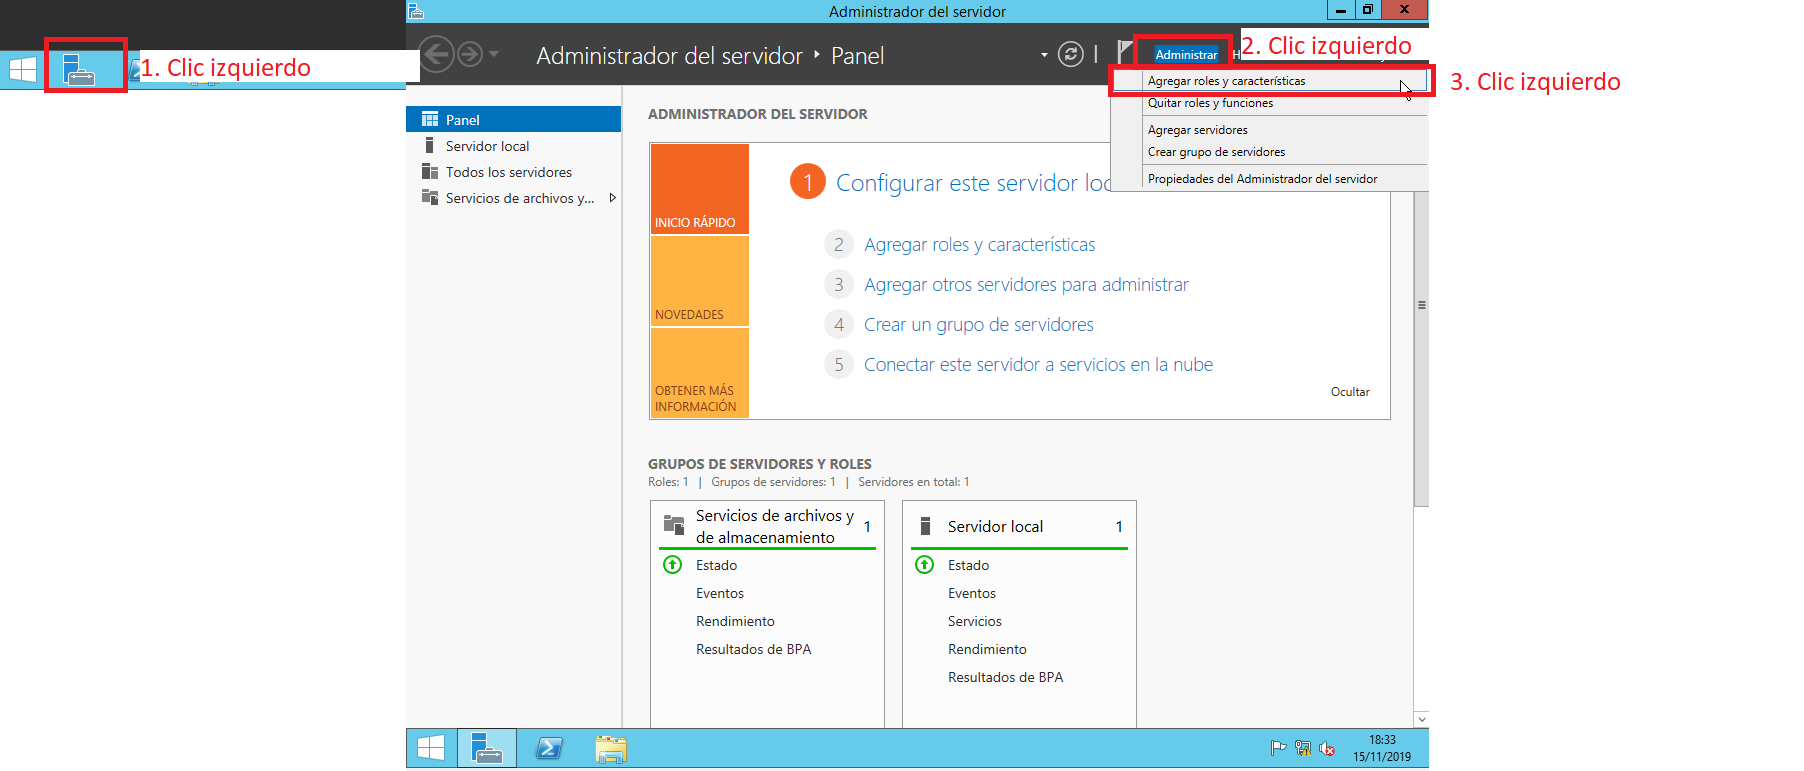 Administrador del servidor
1. Clic izquierdo
Administrador del servidor
Panel
Administrar
2. Clic izquierdo
Agregar roles y características
3. Clic izquierdo
Quitar roles y funciones
Agregar servidores
Crear grupo de servidores
Propiedades del Administrador del servidor
Panel
Servidor local
Todos los servidores
Servicios de archivos y...
ADMINISTRADOR DEL SERVIDOR
INICIO RÁPIDO
NOVEDADES
OBTENER MÁS
INFORMACIÓN
1 Configurar este servidor loc
2 Agregar roles y características
3 Agregar otros servidores para administrar
4 Crear un grupo de servidores
5 Conectar este servidor a servicios en la nube
Ocultar
GRUPOS DE SERVIDORES Y ROLES
Roles: 1 | Grupos de servidores: 1 | Servidores en total: 1
Servicios de archivos y
de almacenamiento
1
Estado
Eventos
Rendimiento
Resultados de BPA
Servidor local
1
Estado
Eventos
Servicios
Rendimiento
Resultados de BPA
18:33
15/11/2019